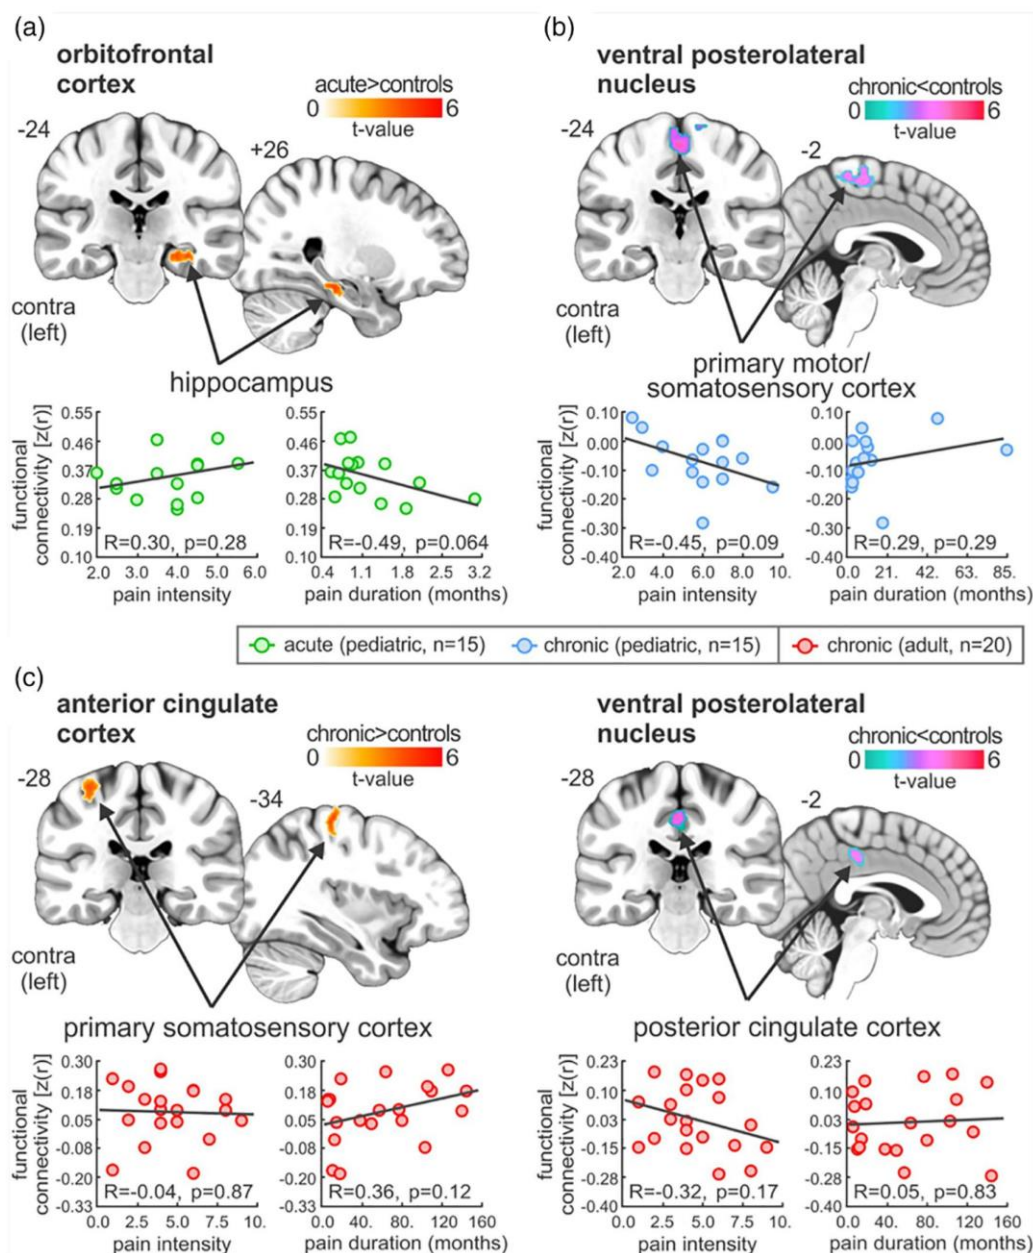 (a)
orbitofrontal
cortex
acute>controls
0 6
t-value
-24
+26
contra
(left)
hippocampus
functional
connectivity [z(r)]
0.55
0.46
0.37
0.28
0.19
0.10
R=0.30, p=0.28
2.0 3.0 4.0 5.0 6.0
pain intensity
0.55
0.46
0.37
0.28
0.19
0.10
R=-0.49, p=0.064
0.4 1.1 1.8 2.5 3.2
pain duration (months)
(b)
ventral posterolateral
nucleus
chronic<controls
0 6
t-value
-24
-2
contra
(left)
primary motor/
somatosensory cortex
functional
connectivity [z(r)]
0.10
0.00
-0.10
-0.20
-0.30
-0.40
R=-0.45, p=0.09
2.0 4.0 6.0 8.0 10.
pain intensity
0.10
0.00
-0.10
-0.20
-0.30
-0.40
R=0.29, p=0.29
0.0 21. 42. 63. 85.
pain duration (months)
acute (pediatric, n=15) chronic (pediatric, n=15) chronic (adult, n=20)
(c)
anterior cingulate
cortex
chronic>controls
0 6
t-value
-28
-34
contra
(left)
primary somatosensory cortex
functional
connectivity [z(r)]
0.30
0.18
0.05
-0.08
-0.20
-0.33
R=-0.04, p=0.87
0.0 2.5 5.0 7.5 10.
pain intensity
0.30
0.18
0.05
-0.08
-0.20
-0.33
R=0.36, p=0.12
0.0 40. 80. 120 160
pain duration (months)
ventral posterolateral
nucleus
chronic<controls
0 6
t-value
-28
-2
contra
(left)
posterior cingulate cortex
functional
connectivity [z(r)]
0.23
0.13
0.03
-0.15
-0.28
-0.40
R=-0.32, p=0.17
0.0 2.5 5.0 7.5 10.
pain intensity
0.23
0.13
0.03
-0.15
-0.28
-0.40
R=0.05, p=0.83
0.0 40. 80. 120 160
pain duration (months)